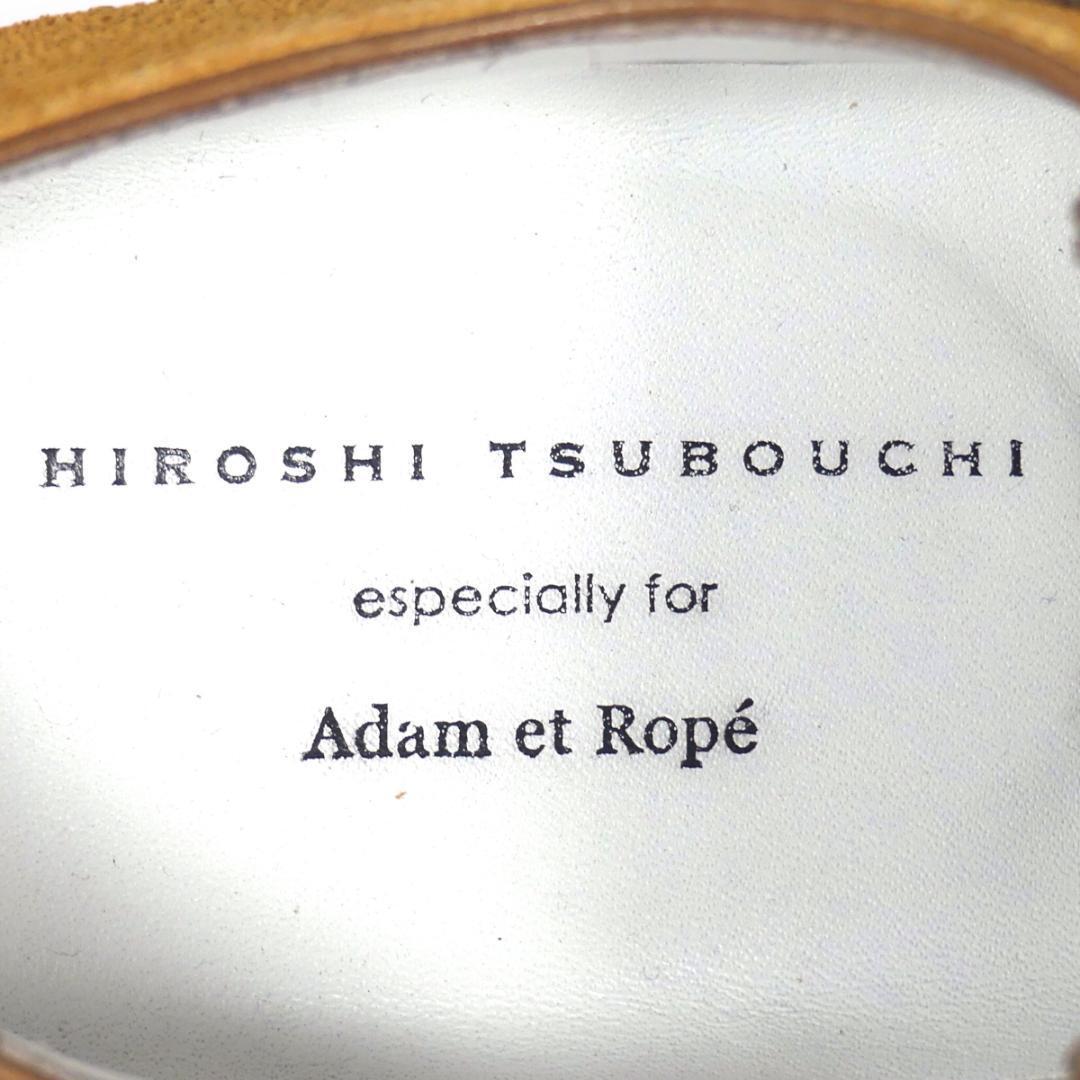 HIROSHI TSUBOUCHI
especially for
Adam et Ropé